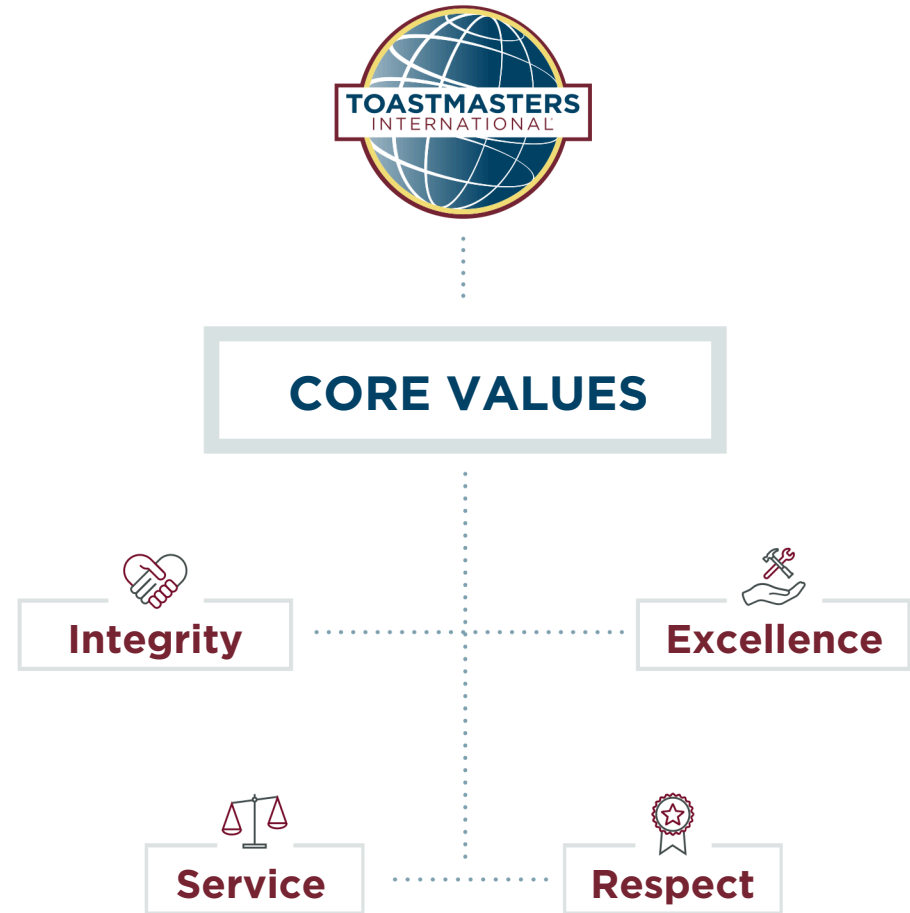 TOASTMASTERS
INTERNATIONAL
CORE VALUES
Integrity
Excellence
Service
Respect